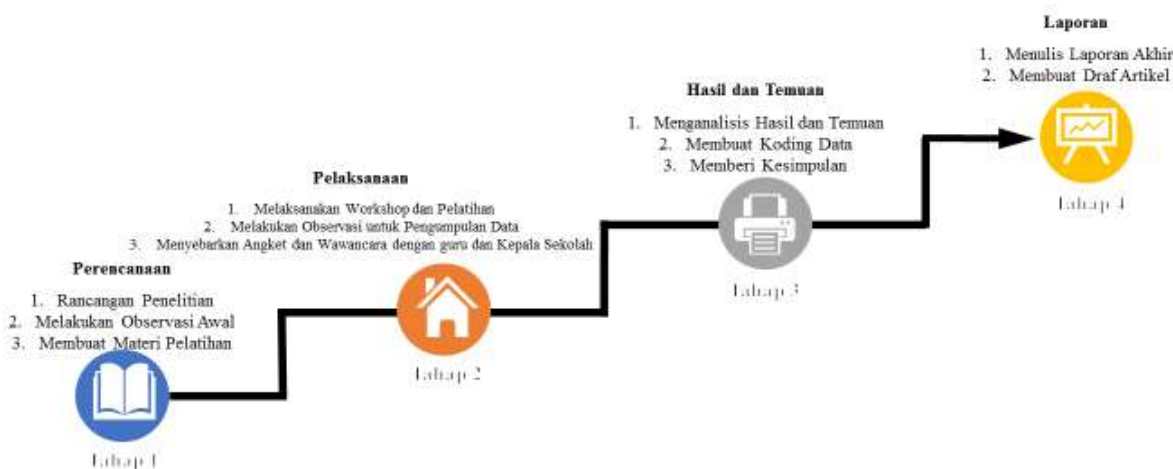 Perencanaan
1. Rancangan Penelitian
2. Melakukan Observasi Awal
3. Membuat Materi Pelatihan
Tahap 1
Pelaksanaan
1. Melaksanakan Workshop dan Pelatihan
2. Melakukan Observasi untuk Pengumpulan Data
3. Menyebarkan Angket dan Wawancara dengan guru dan Kepala Sekolah
Tahap 2
Hasil dan Temuan
1. Menganalisis Hasil dan Temuan
2. Membuat Koding Data
3. Memberi Kesimpulan
Tahap 3
Laporan
1. Menulis Laporan Akhir
2. Membuat Draf Artikel
Tahap 4